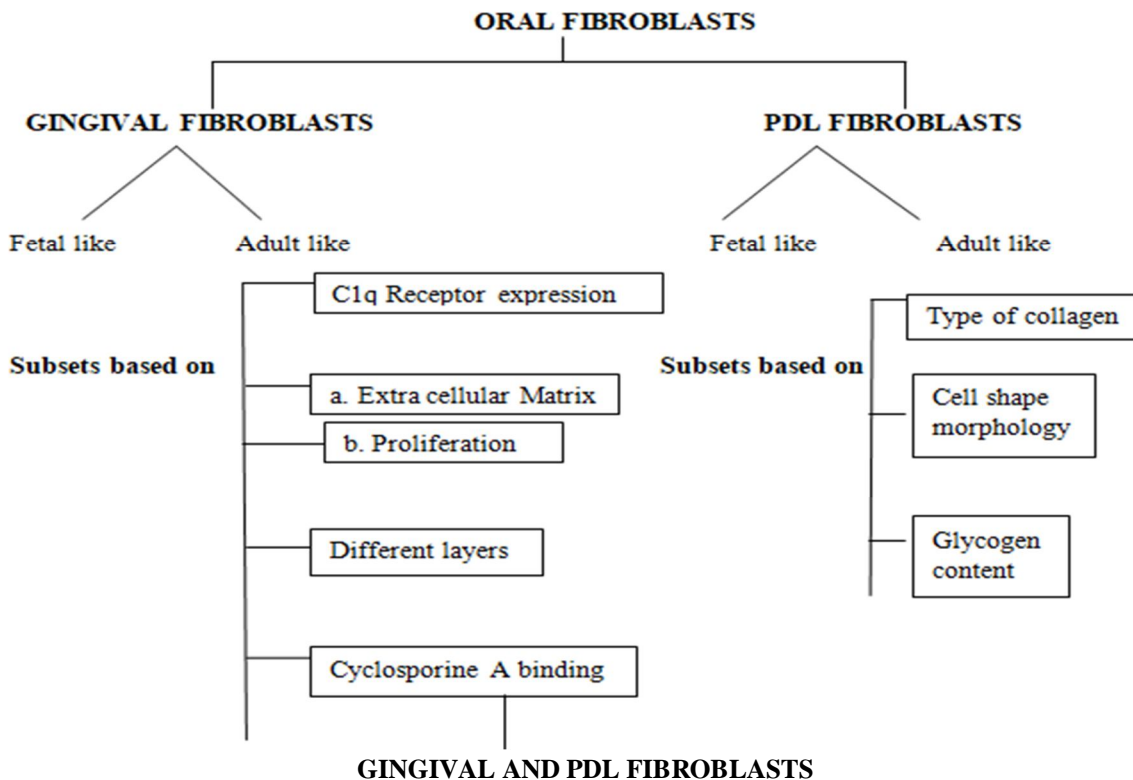 ORAL FIBROBLASTS
GINGIVAL FIBROBLASTS
PDL FIBROBLASTS
Fetal like
Adult like
Fetal like
Adult like
Subsets based on
C1q Receptor expression
a. Extra cellular Matrix
b. Proliferation
Different layers
Cyclosporine A binding
Subsets based on
Type of collagen
Cell shape
morphology
Glycogen
content
GINGIVAL AND PDL FIBROBLASTS